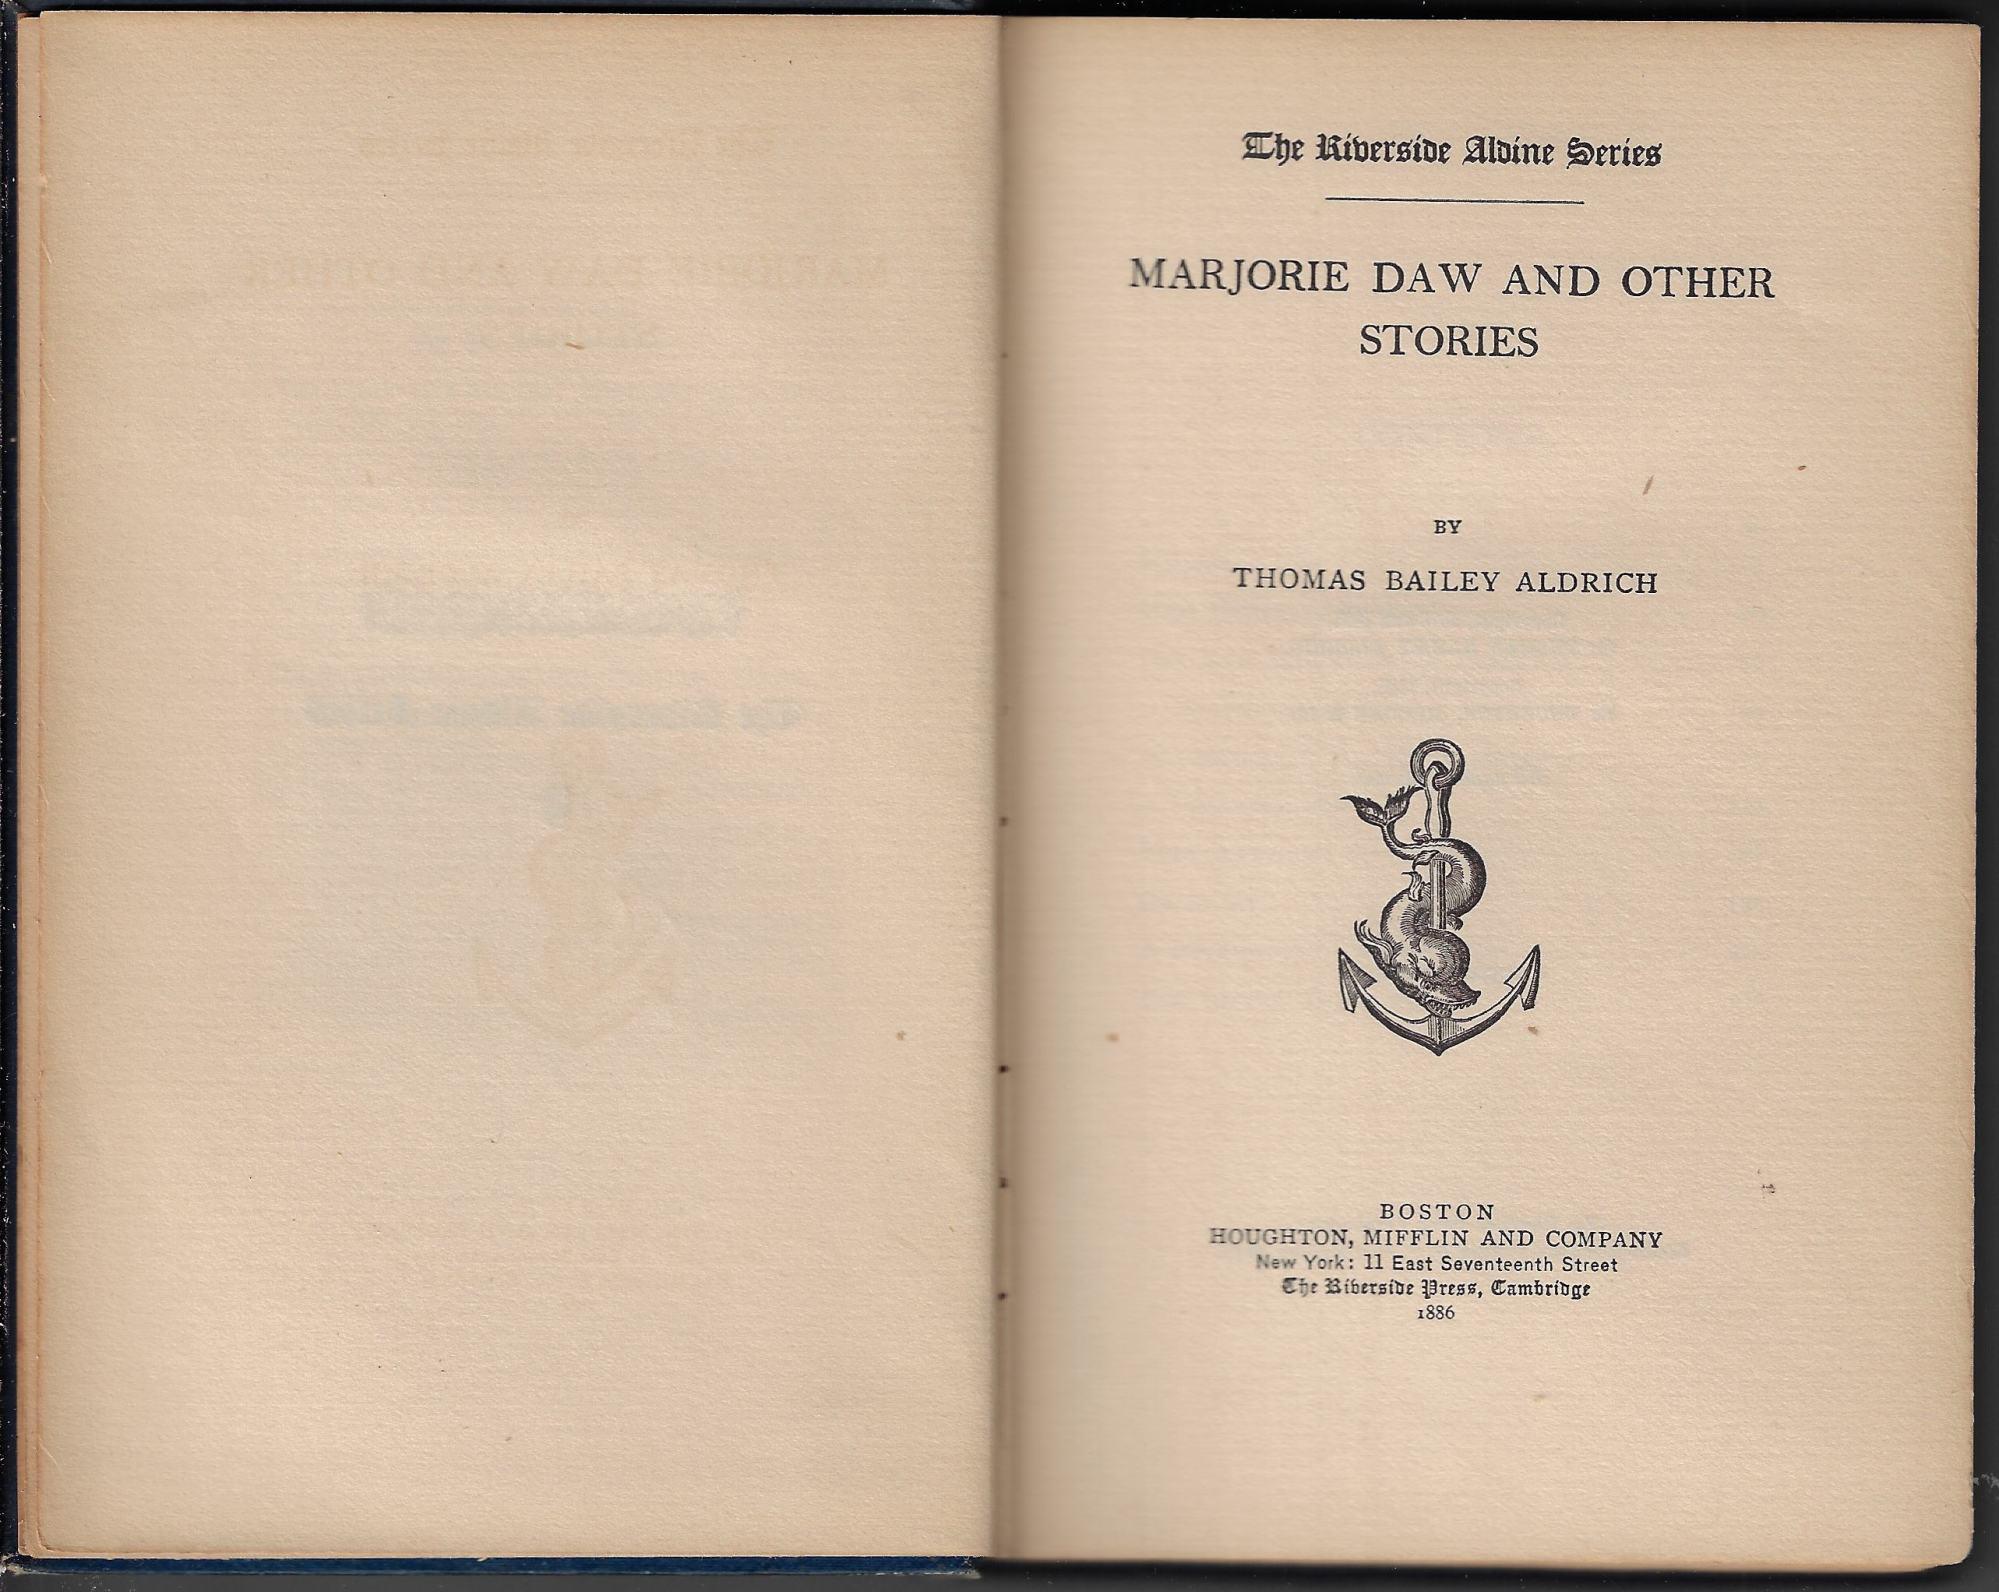 The Riverside Aldine Series
MARJORIE DAW AND OTHER
STORIES
BY
THOMAS BAILEY ALDRICH
BOSTON
HOUGHTON, MIFFLIN AND COMPANY
New York: 11 East Seventeenth Street
The Riverside Press, Cambridge
1886